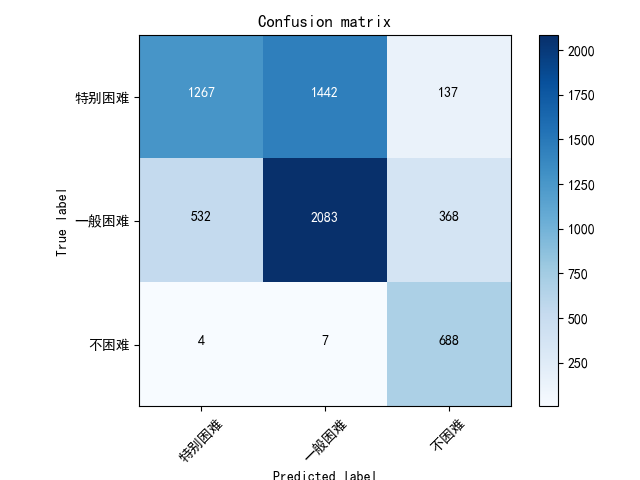 Confusion matrix
特别困难 1267 1442 137
一般困难 532 2083 368
不困难 4 7 688
True label
特别困难 一般困难 不困难
Predicted label
2000
1750
1500
1250
1000
750
500
250